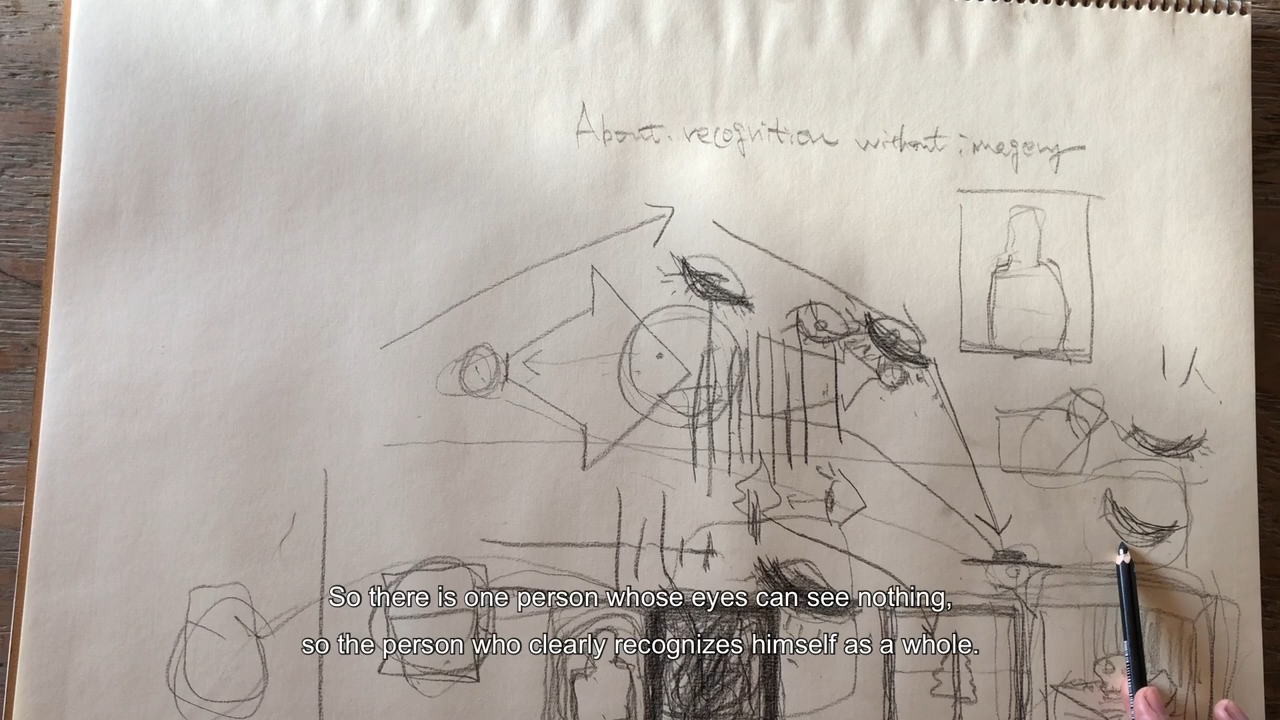 About recognition without imagery
So there is one person whose eyes can see nothing,
so the person who clearly recognizes himself as a whole.